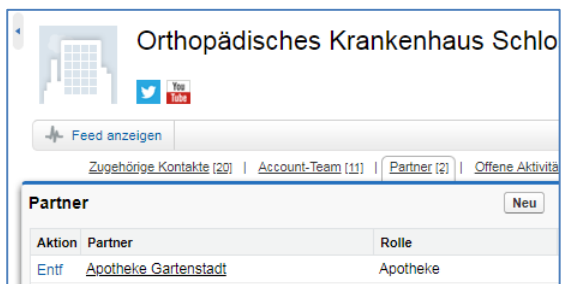 Orthopädisches Krankenhaus Schlo
You
Tube
Feed anzeigen
Zugehörige Kontakte [20] | Account-Team [11] | Partner [2] | Offene Aktivitä
Partner Neu
Aktion Partner Rolle
Entf Apotheke Gartenstadt Apotheke